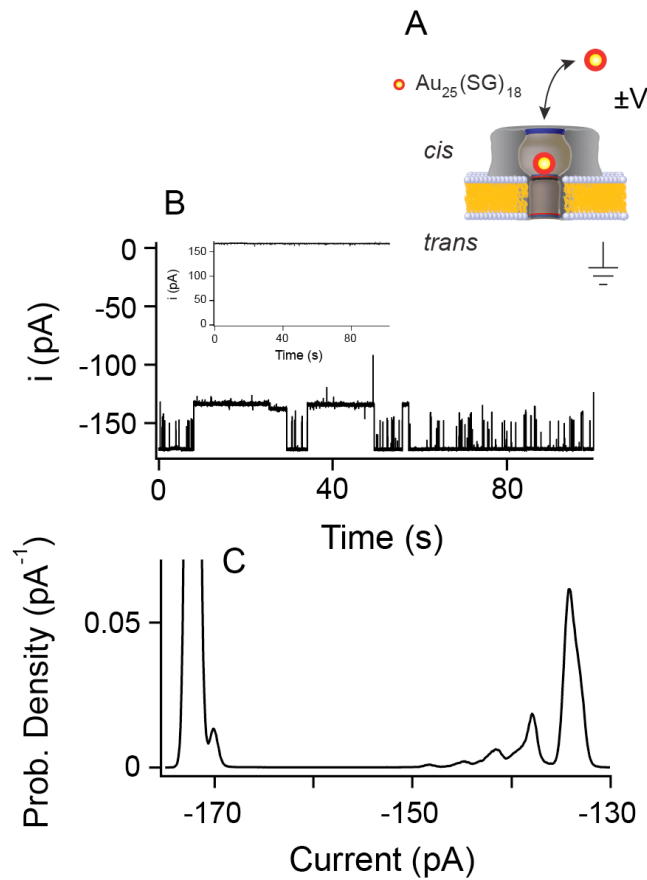 A
Au25(SG)18
±V
cis
trans
B
i (pA)
0
-50
-100
-150
i (pA)
150
100
50
0
0
40
80
Time (s)
0
40
80
Time (s)
C
Prob. Density (pA-1)
0.05
0
-170
-150
-130
Current (pA)